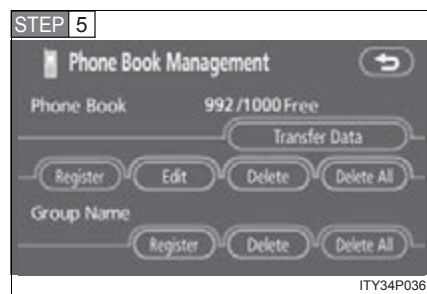 STEP 5
Phone Book Management
Phone Book 992/1000 Free
Transfer Data
Register Edit Delete Delete All
Group Name
Register Delete Delete All
ITY34P036